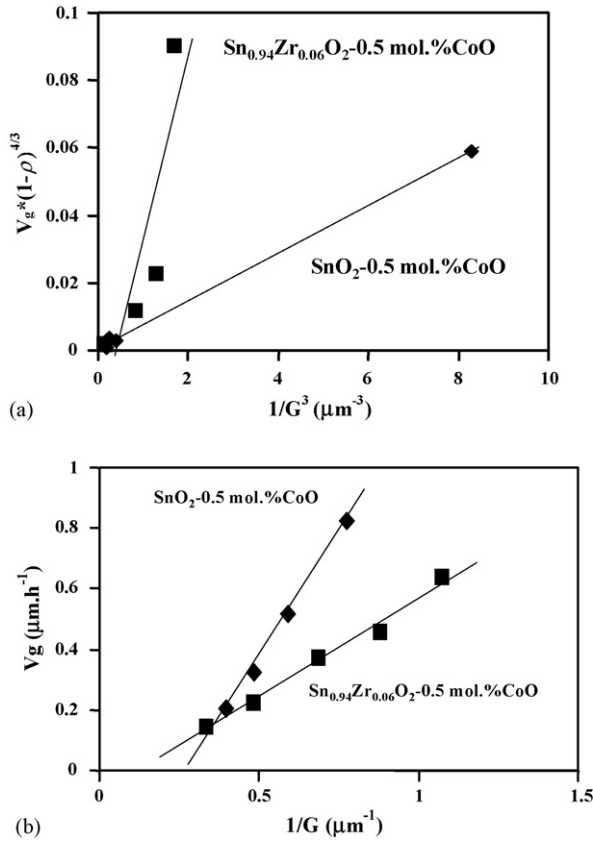 0.1
Sn0.94Zr0.06O2-0.5 mol.%CoO
0.08
0.06
0.04
SnO2-0.5 mol.%CoO
0.02
0
0 2 4 6 8 10
Vg*(1-ρ)4/3
1/G3 (μm-3)
(a)
1
SnO2-0.5 mol.%CoO
0.8
0.6
0.4
Sn0.94Zr0.06O2-0.5 mol.%CoO
0.2
0
0 0.5 1 1.5
Vg (μm.h-1)
1/G (μm-1)
(b)